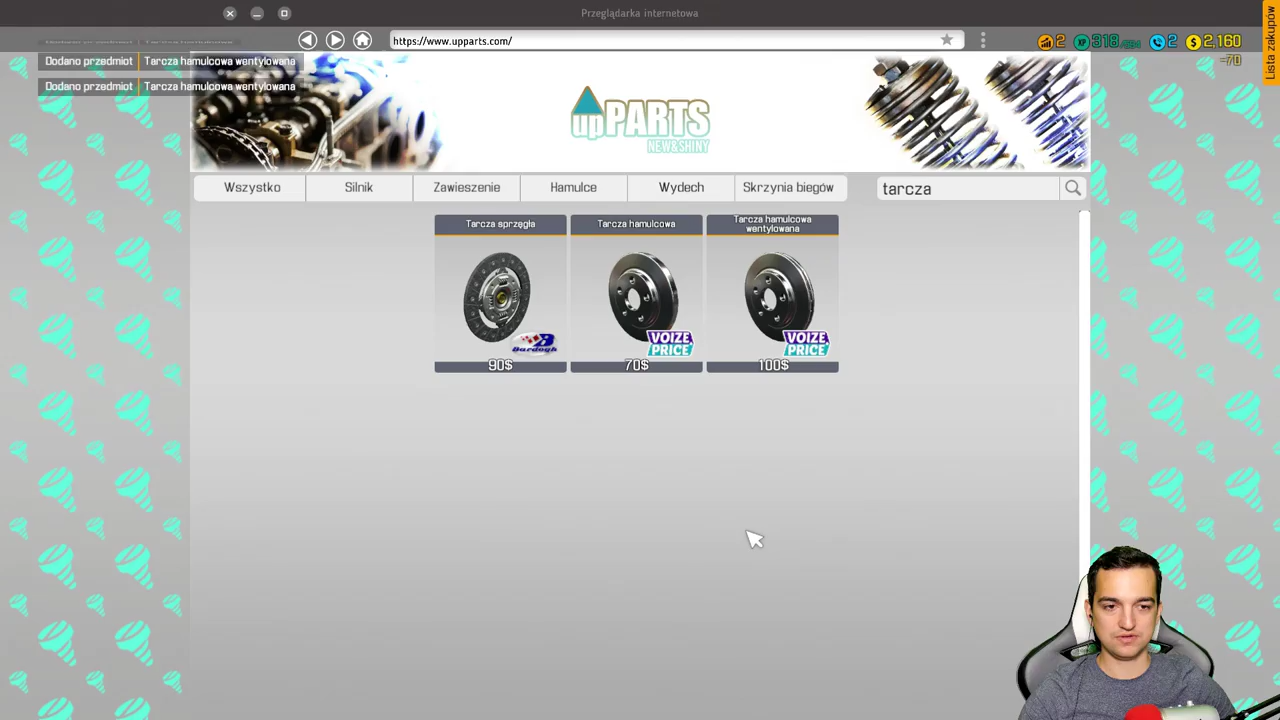 Przeglądarka internetowa
https://www.upparts.com/
2
318
2
$ 2,160
-70
Lista zakupów
Dodano przedmiot | Tarcza hamulcowa wentylowana
Dodano przedmiot | Tarcza hamulcowa wentylowana
upPARTS
NEW&SHINY
Wszystko
Silnik
Zawieszenie
Hamulce
Wydech
Skrzynia biegów
tarcza
Tarcza sprzęgła
Tarcza hamulcowa
Tarcza hamulcowa
wentylowana
Bardogh
VOIZE
PRICE
VOIZE
PRICE
90$
70$
100$